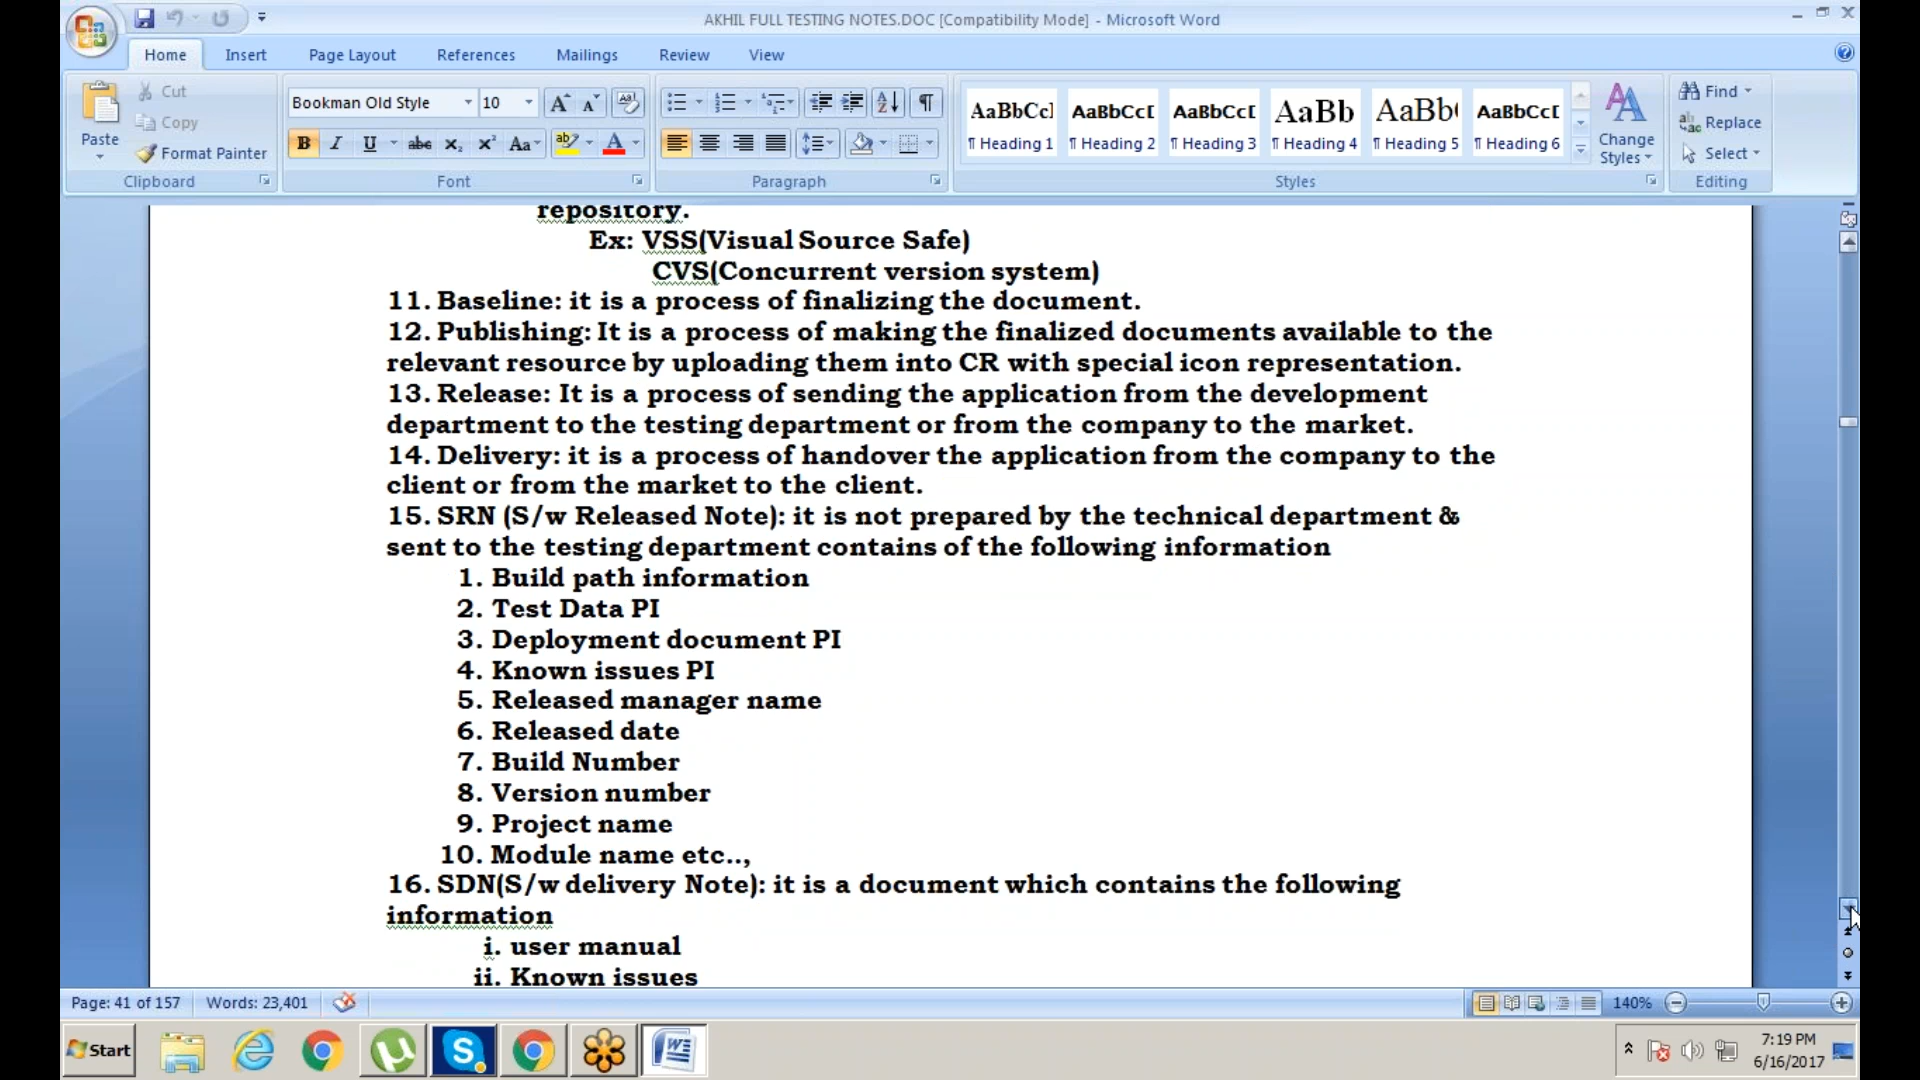 AKHIL FULL TESTING NOTES.DOC [Compatibility Mode] - Microsoft Word
Home Insert Page Layout References Mailings Review View
Paste
Cut
Copy
Format Painter
Clipboard
Bookman Old Style 10
Font
Paragraph
AaBbCcI AaBbCcD AaBbCcD AaBb AaBb( AaBbCcD
¶ Heading 1 ¶ Heading 2 ¶ Heading 3 ¶ Heading 4 ¶ Heading 5 ¶ Heading 6
Change
Styles
Styles
Find
Replace
Select
Editing
repository.
Ex: VSS(Visual Source Safe)
CVS(Concurrent version system)
11. Baseline: it is a process of finalizing the document.
12. Publishing: It is a process of making the finalized documents available to the
relevant resource by uploading them into CR with special icon representation.
13. Release: It is a process of sending the application from the development
department to the testing department or from the company to the market.
14. Delivery: it is a process of handover the application from the company to the
client or from the market to the client.
15. SRN (S/w Released Note): it is not prepared by the technical department &
sent to the testing department contains of the following information
1. Build path information
2. Test Data PI
3. Deployment document PI
4. Known issues PI
5. Released manager name
6. Released date
7. Build Number
8. Version number
9. Project name
10. Module name etc..,
16. SDN(S/w delivery Note): it is a document which contains the following
information
i. user manual
ii. Known issues
Page: 41 of 157 Words: 23,401 140%
Start
7:19 PM
6/16/2017